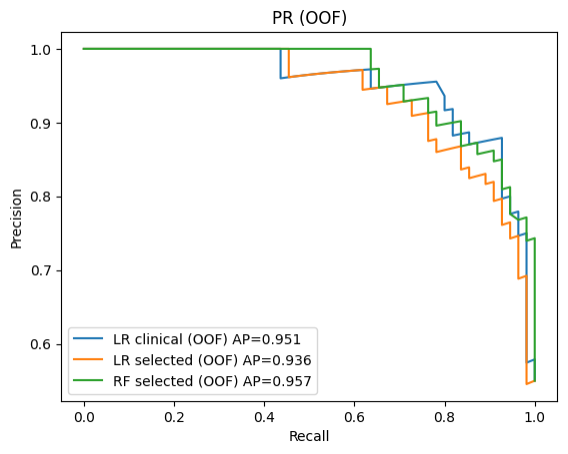 PR (OOF)
1.0
0.9
0.8
0.7
0.6
Precision
LR clinical (OOF) AP=0.951
LR selected (OOF) AP=0.936
RF selected (OOF) AP=0.957
0.0 0.2 0.4 0.6 0.8 1.0
Recall